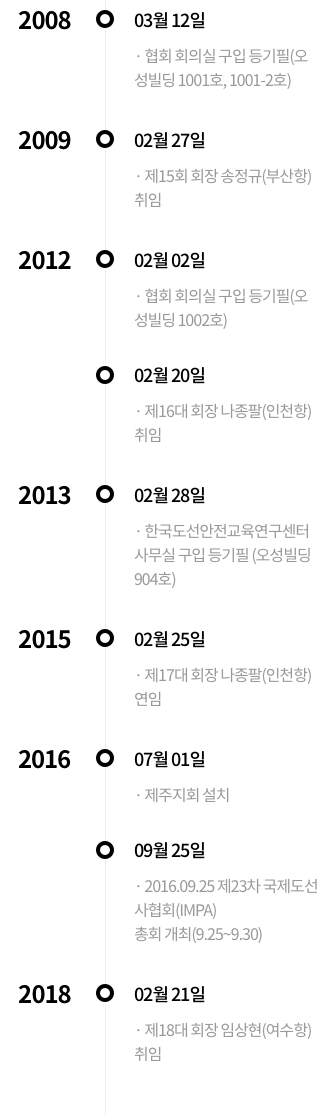 2008 03월 12일
· 협회 회의실 구입 등기필(오
성빌딩 1001호, 1001-2호)
2009 02월 27일
· 제15회 회장 송정규(부산항)
취임
2012 02월 02일
· 협회 회의실 구입 등기필(오
성빌딩 1002호)
02월 20일
· 제16대 회장 나종팔(인천항)
취임
2013 02월 28일
· 한국도선안전교육연구센터
사무실 구입 등기필 (오성빌딩
904호)
2015 02월 25일
· 제17대 회장 나종팔(인천항)
연임
2016 07월 01일
· 제주지회 설치
09월 25일
· 2016.09.25 제23차 국제도선
사협회(IMPA)
총회 개최(9.25~9.30)
2018 02월 21일
· 제18대 회장 임상현(여수항)
취임